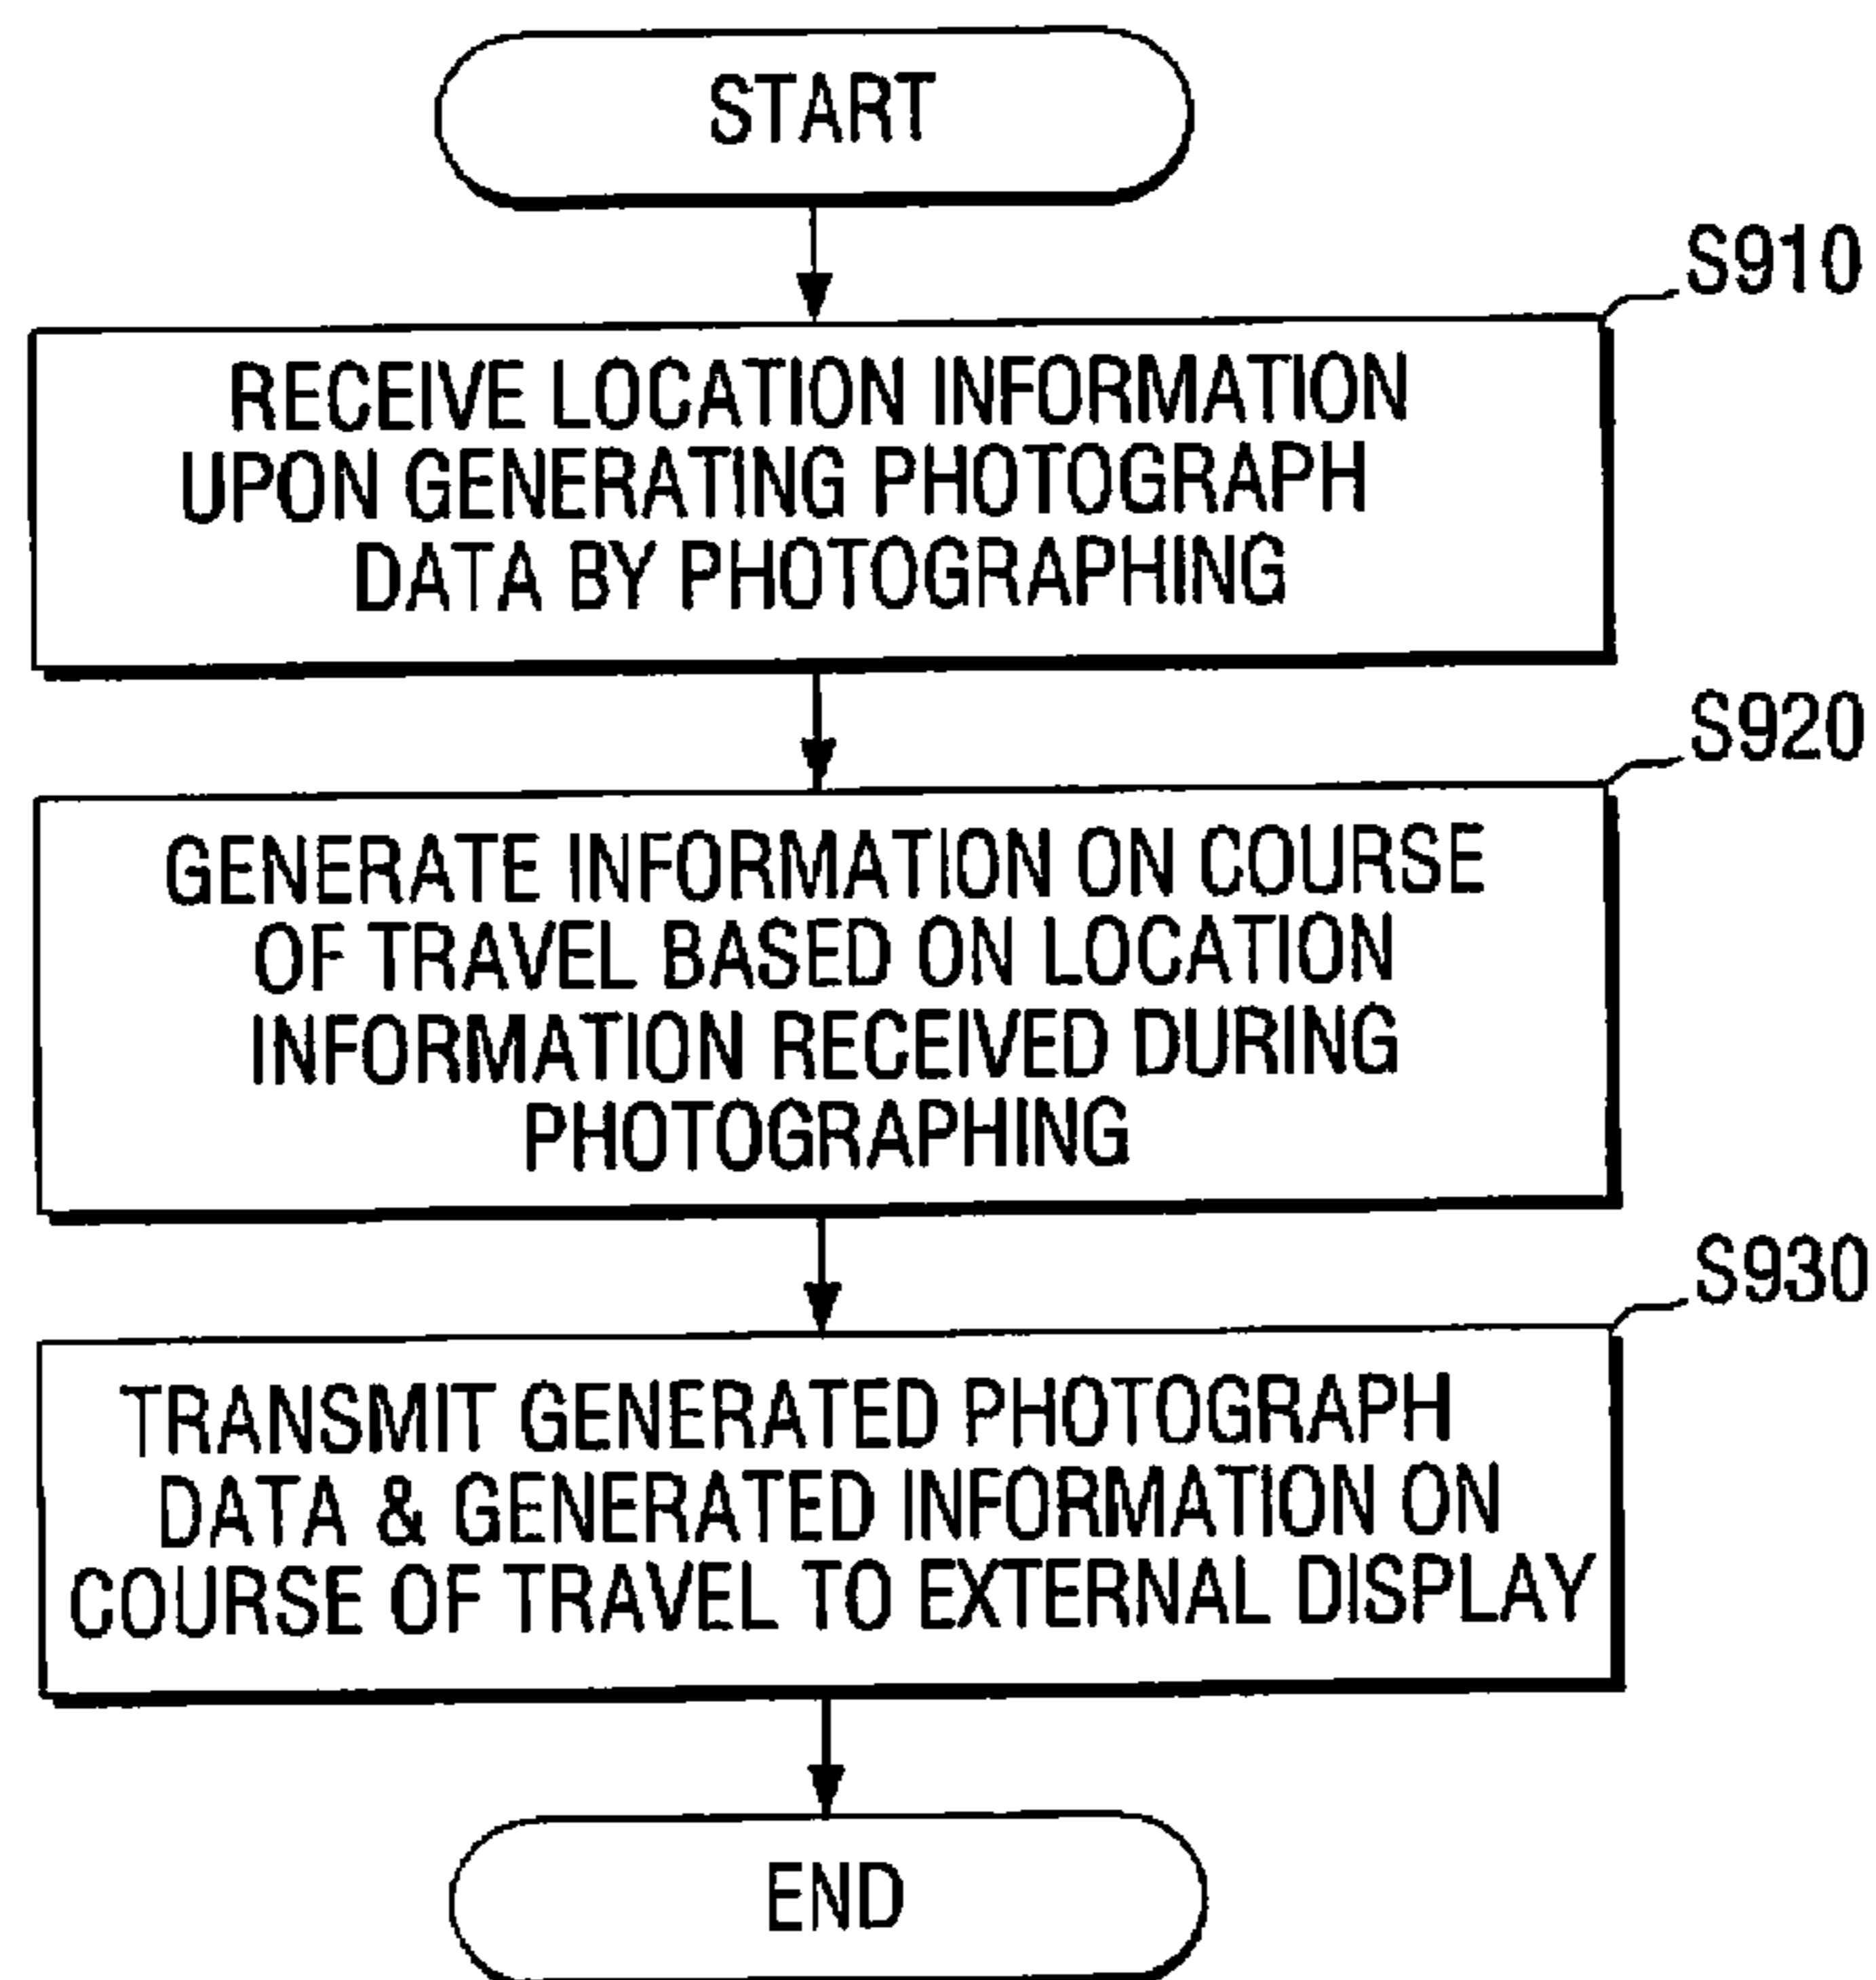 START
S910
RECEIVE LOCATION INFORMATION
UPON GENERATING PHOTOGRAPH
DATA BY PHOTOGRAPHING
S920
GENERATE INFORMATION ON COURSE
OF TRAVEL BASED ON LOCATION
INFORMATION RECEIVED DURING
PHOTOGRAPHING
S930
TRANSMIT GENERATED PHOTOGRAPH
DATA & GENERATED INFORMATION ON
COURSE OF TRAVEL TO EXTERNAL DISPLAY
END